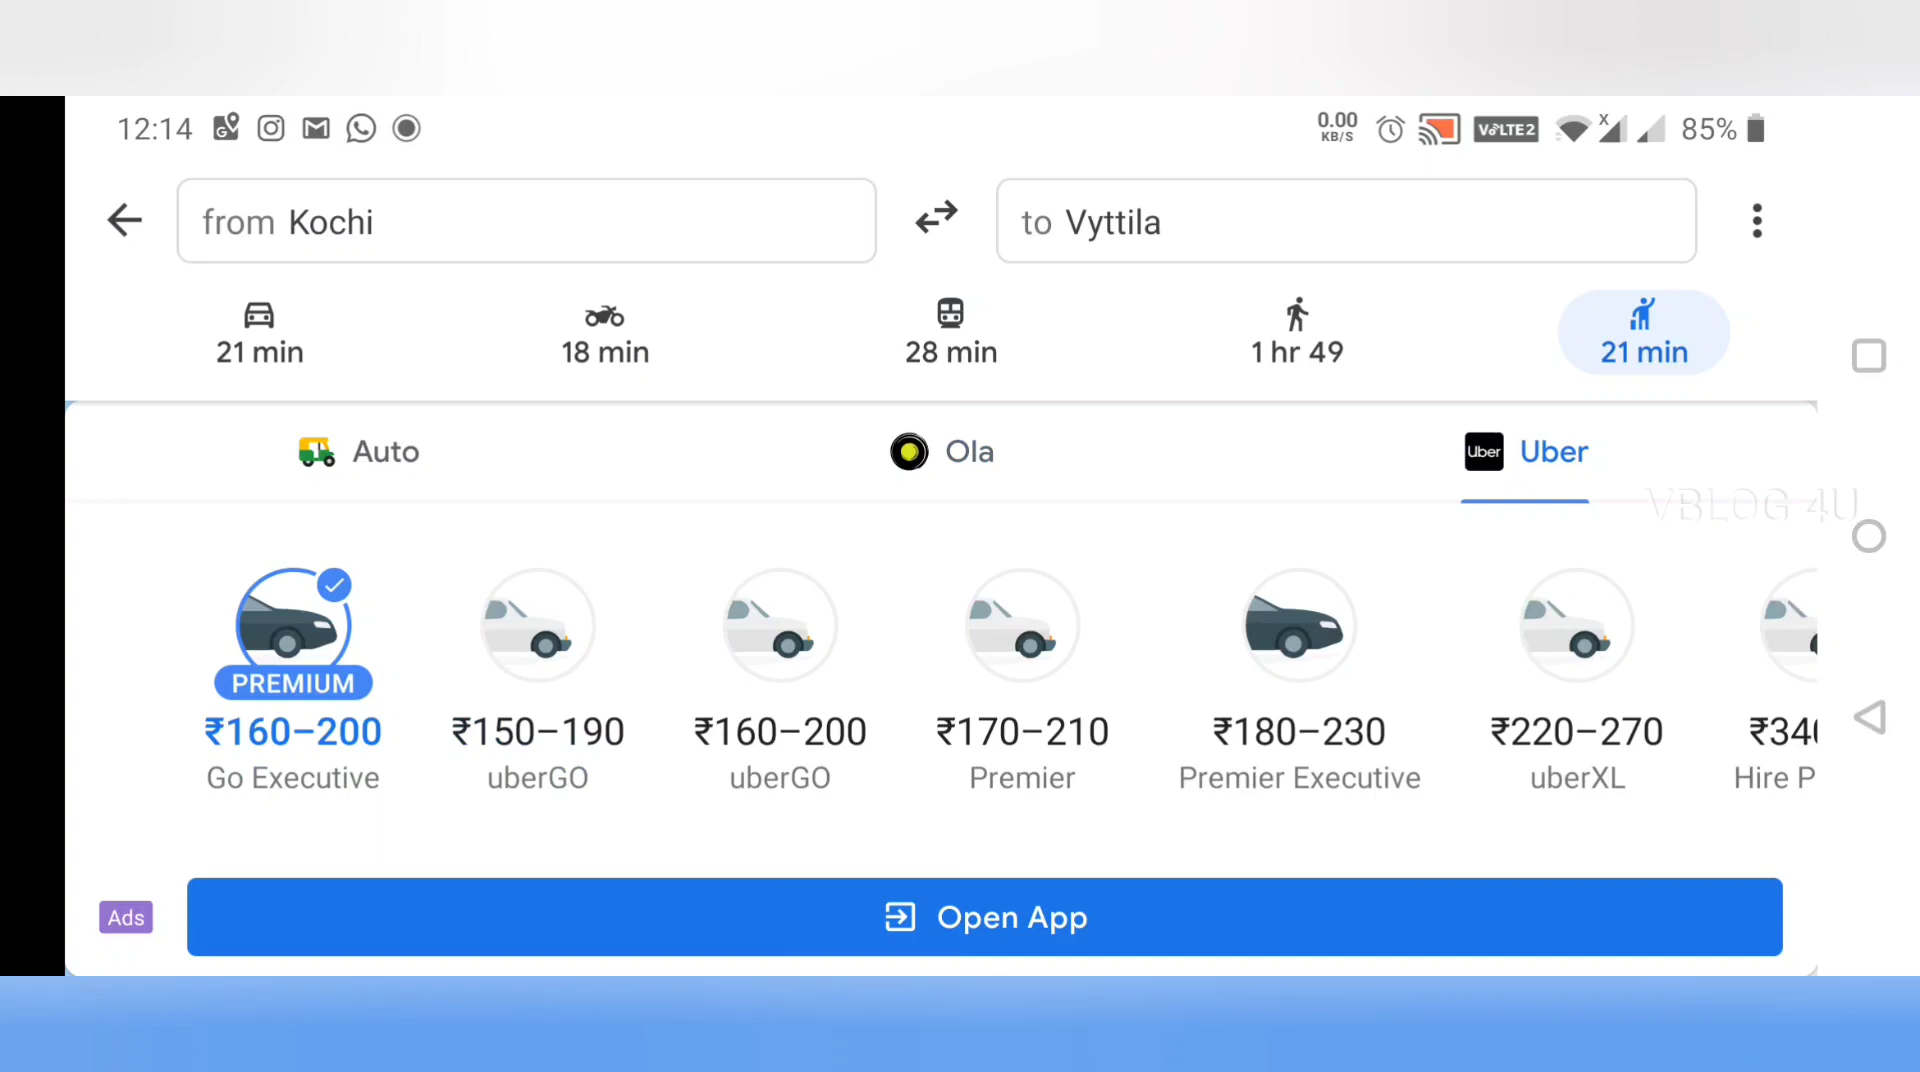 12:14 0.00 KB/S VoLTE2 85%
from Kochi to Vyttila
21 min 18 min 28 min 1 hr 49 21 min
Auto Ola Uber Uber
VBLOG 4U
PREMIUM
₹160–200 ₹150–190 ₹160–200 ₹170–210 ₹180–230 ₹220–270 ₹340
Go Executive uberGO uberGO Premier Premier Executive uberXL Hire P
Ads Open App